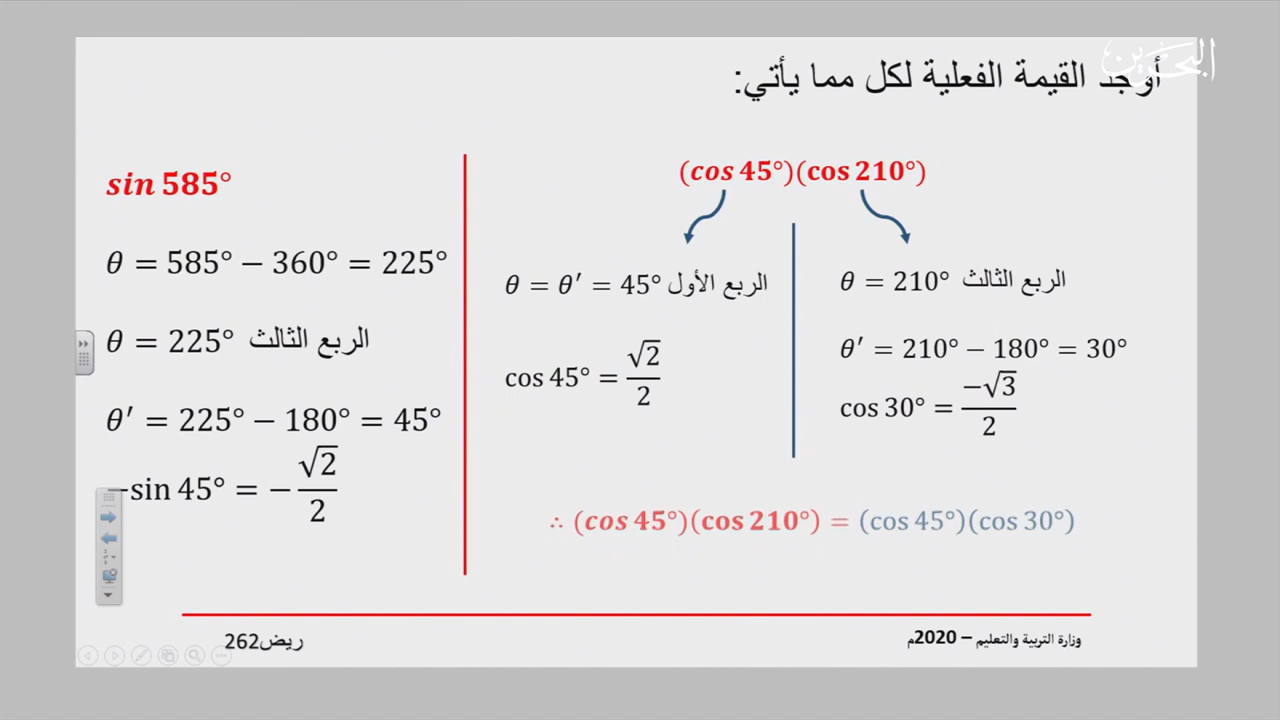 البحرين
أوجد القيمة الفعلية لكل مما يأتي:
(cos 45°)(cos 210°)
θ = 210° الربع الثالث
θ′ = 210° − 180° = 30°
cos 30° = −√3/2
θ = θ′ = 45° الربع الأول
cos 45° = √2/2
∴ (cos 45°)(cos 210°) = (cos 45°)(cos 30°)
sin 585°
θ = 585° − 360° = 225°
θ = 225° الربع الثالث
θ′ = 225° − 180° = 45°
−sin 45° = −√2/2
وزارة التربية والتعليم – 2020م
ريض262